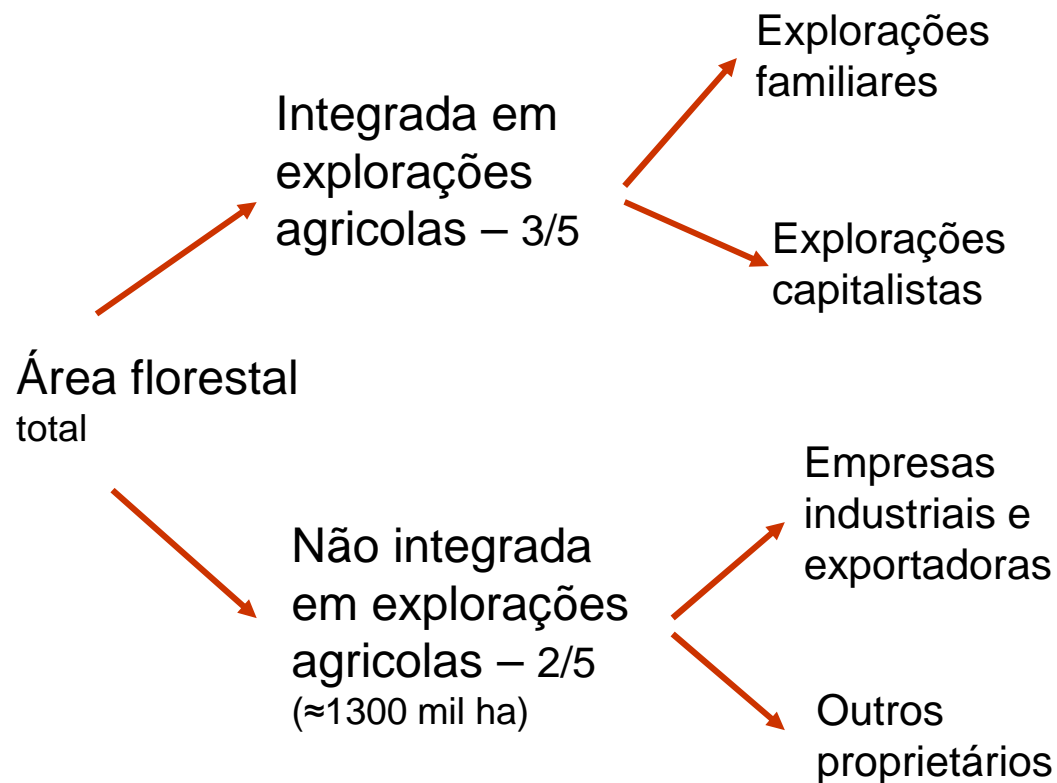 Explorações
familiares
Integrada em
explorações
agricolas – 3/5
Explorações
capitalistas
Área florestal
total
Empresas
industriais e
exportadoras
Não integrada
em explorações
agricolas – 2/5
(≈1300 mil ha)
Outros
proprietários